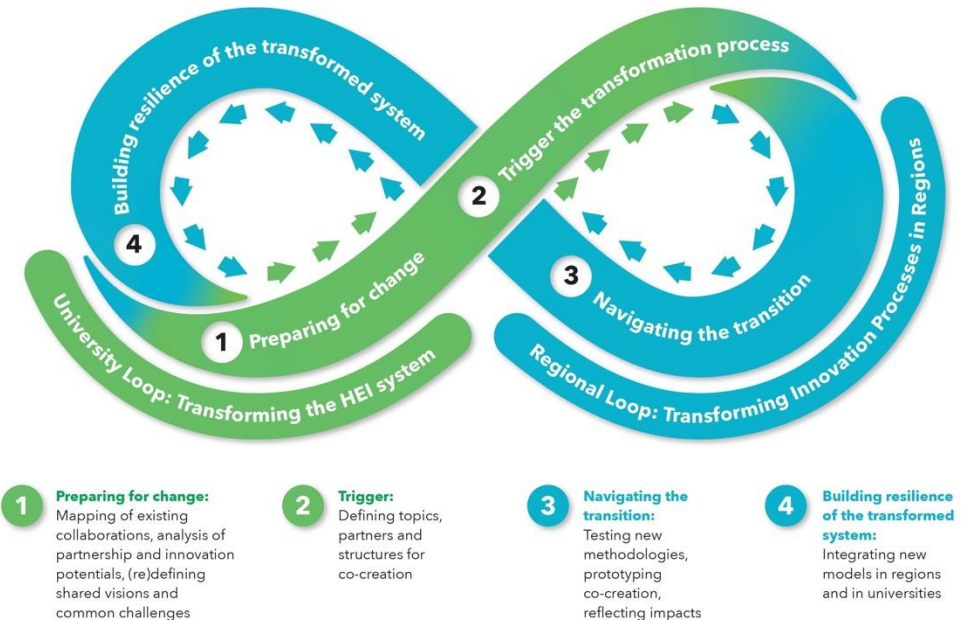 Building resilience of the transformed system
Trigger the transformation process
4
2
3
1
Preparing for change
Navigating the transition
University Loop: Transforming the HEI system
Regional Loop: Transforming Innovation Processes in Regions
1
Preparing for change:
Mapping of existing
collaborations, analysis of
partnership and innovation
potentials, (re)defining
shared visions and
common challenges
2
Trigger:
Defining topics,
partners and
structures for
co-creation
3
Navigating the
transition:
Testing new
methodologies,
prototyping
co-creation,
reflecting impacts
4
Building resilience
of the transformed
system:
Integrating new
models in regions
and in universities